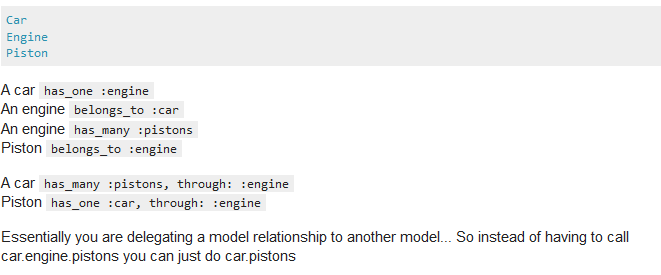 Car
Engine
Piston
A car has_one :engine
An engine belongs_to :car
An engine has_many :pistons
Piston belongs_to :engine
A car has_many :pistons, through: :engine
Piston has_one :car, through: :engine
Essentially you are delegating a model relationship to another model... So instead of having to call
car.engine.pistons you can just do car.pistons